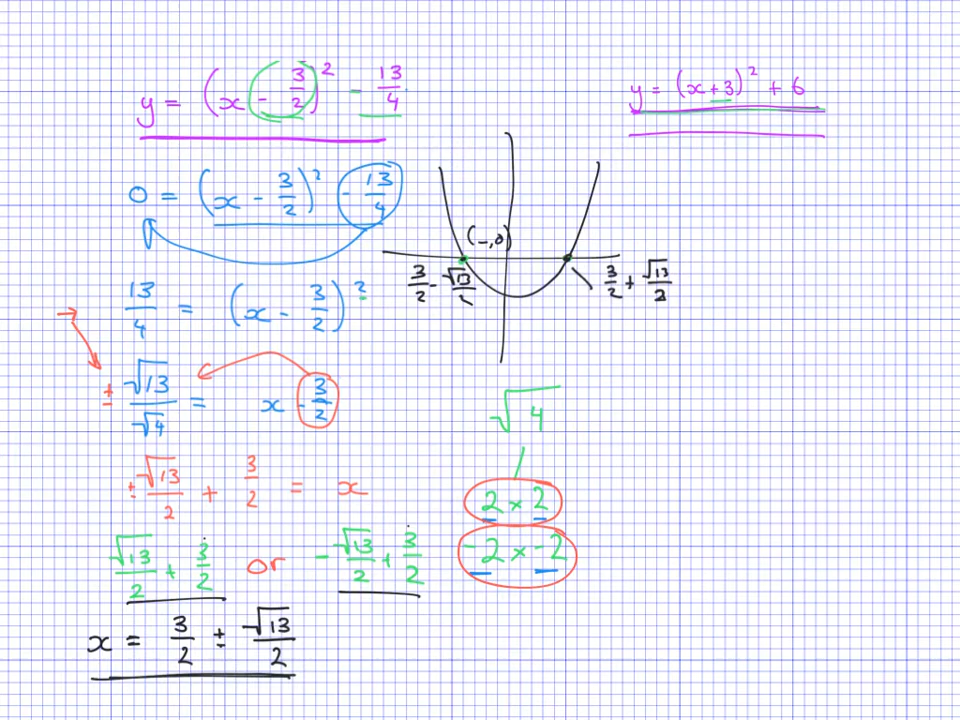 y = (x - 3/2)² - 13/4
y = (x + 3)² + 6
0 = (x - 3/2)² - 13/4
(–, 0)
3/2 - √13/2
3/2 + √13/2
13/4 = (x - 3/2)²
± √13/√4 = x - 3/2
√4
± √13/2 + 3/2 = x
2 × 2
√13/2 + 3/2 or - √13/2 + 3/2
-2 × -2
x = 3/2 ± √13/2